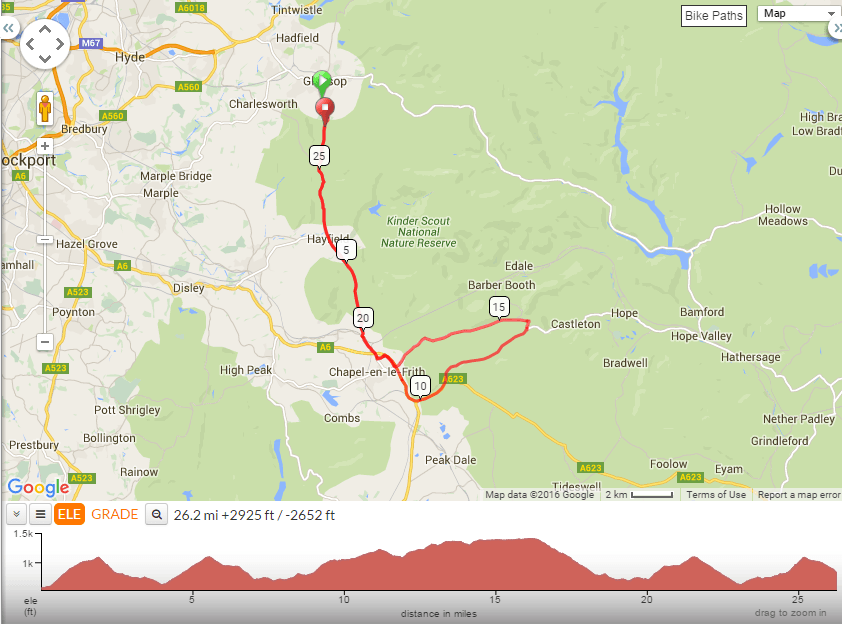 A6018
Tintwistle
Bike Paths
Map
Hadfield
M67
Hyde
A560
Charlesworth
A560
Bredbury
ockport
A6
25
Marple Bridge
Marple
High Bra
Low Bradf
Du
Hollow
Meadows
Kinder Scout
National
Nature Reserve
Hayfield
5
Hazel Grove
A6
amhall
Disley
A523
Poynton
Edale
Barber Booth
15
20
Castleton
Hope
Bamford
Hope Valley
Hathersage
Bradwell
A6
A523
High Peak
Chapel-en-le-Frith
10
A623
Pott Shrigley
Combs
Bollington
Prestbury
Rainow
A523
Peak Dale
Nether Padley
Grindleford
Foolow
Eyam
A623
A623
Tideswell
Google
Map data ©2016 Google
2 km
Terms of Use
Report a map error
ELE GRADE 26.2 mi +2925 ft / -2652 ft
1.5k
1k
ele
(ft)
5
10
15
20
25
distance in miles
drag to zoom in